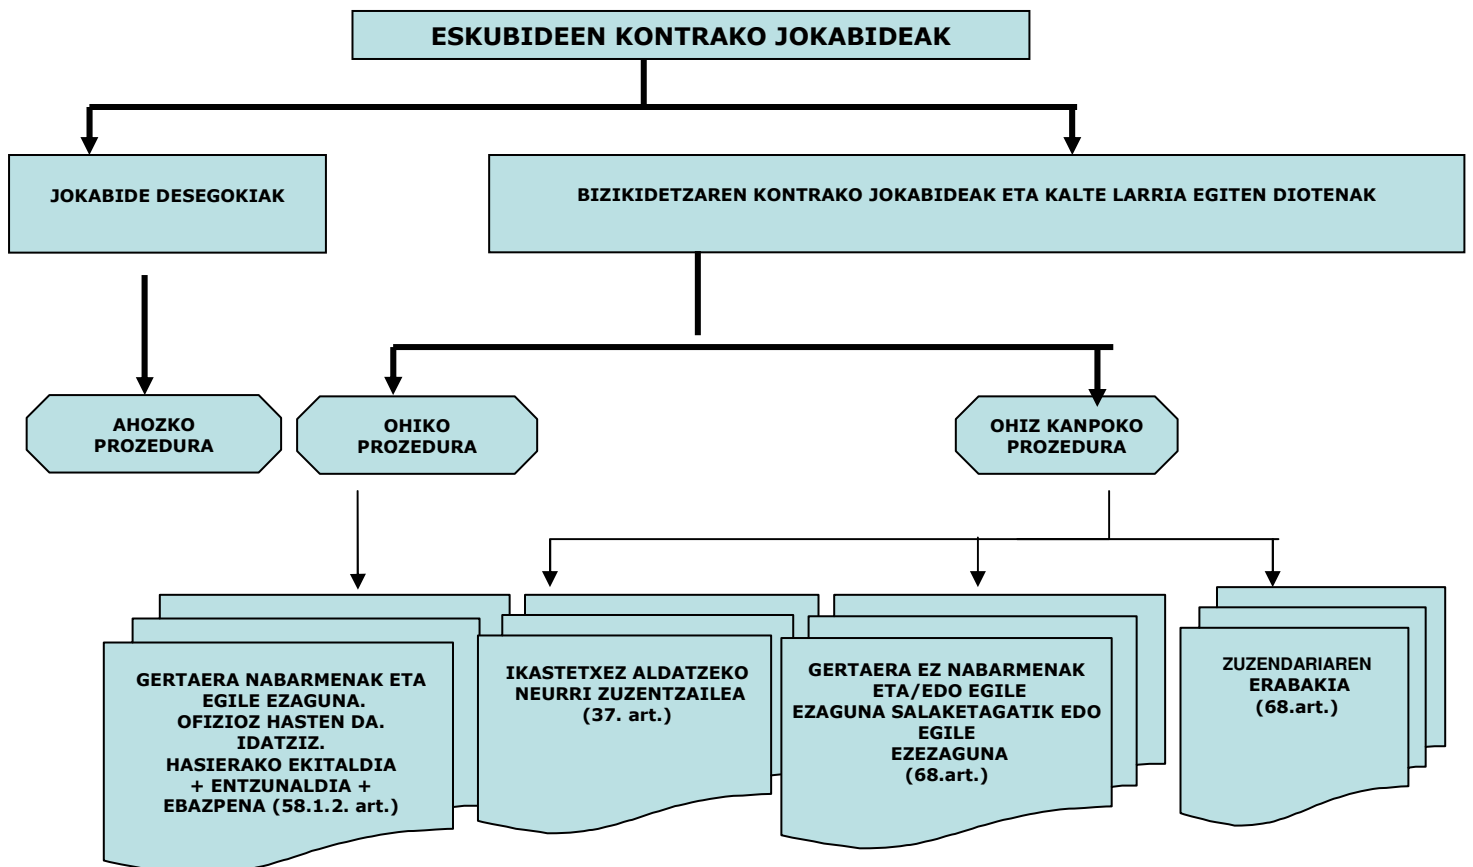 ESKUBIDEEN KONTRAKO JOKABIDEAK
JOKABIDE DESEGOKIAK
BIZIKIDETZAREN KONTRAKO JOKABIDEAK ETA KALTE LARRIA EGITEN DIOTENAK
AHOZKO
PROZEDURA
OHIKO
PROZEDURA
OHIZ KANPOKO
PROZEDURA
GERTAERA NABARMENAK ETA
EGILE EZAGUNA.
OFIZIOZ HASTEN DA.
IDATZIZ.
HASIERAKO EKITALDIA
+ ENTZUNALDIA +
EBAZPENA (58.1.2. art.)
IKASTETXEZ ALDATZEKO
NEURRI ZUZENTZAILEA
(37. art.)
GERTAERA EZ NABARMENAK
ETA/EDO EGILE
EZAGUNA SALAKETAGATIK EDO
EGILE
EZEZAGUNA
(68.art.)
ZUZENDARIAREN
ERABAKIA
(68.art.)